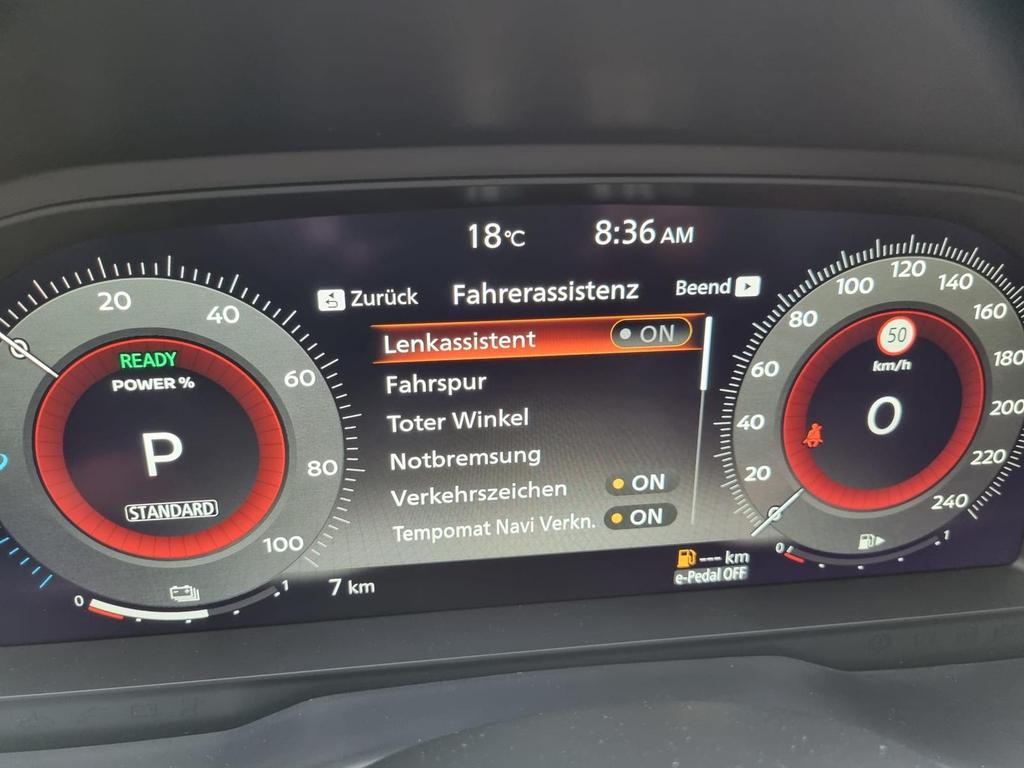 18°C 8:36 AM
Zurück Fahrerassistenz Beend
Lenkassistent ON
Fahrspur
Toter Winkel
Notbremsung
Verkehrszeichen ON
Tempomat Navi Verkn. ON
0 20 40 60 80 100
READY
POWER %
P
STANDARD
0 1
7 km
--- km
e-Pedal OFF
0 20 40 60 80 100 120 140 160 180 200 220 240
50
km/h
0
0 1